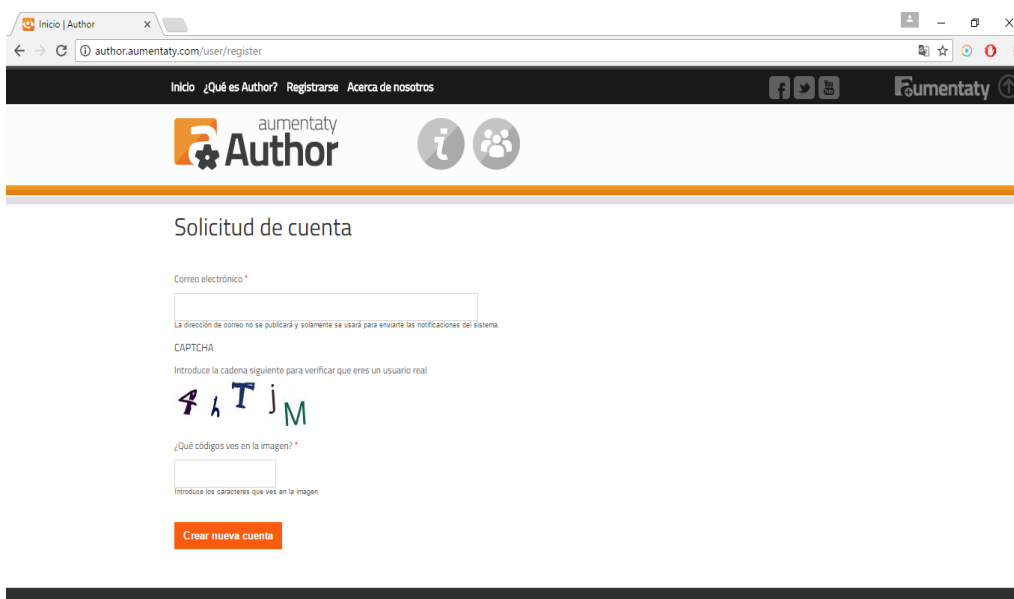 Inicio | Author
author.aumentaty.com/user/register
Inicio ¿Qué es Author? Registrarse Acerca de nosotros
aumentaty
aumentaty
Author
Solicitud de cuenta
Correo electrónico *
La dirección de correo no se publicará y solamente se usará para enviarte las notificaciones del sistema.
CAPTCHA
Introduce la cadena siguiente para verificar que eres un usuario real
4hTjM
¿Qué códigos ves en la imagen? *
Introduce los caracteres que ves en la imagen
Crear nueva cuenta